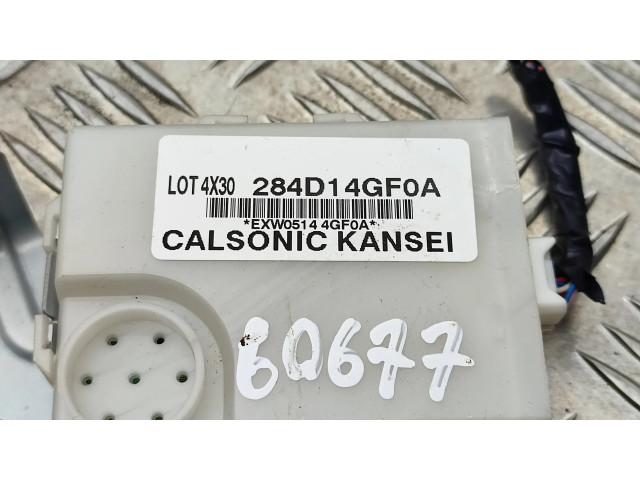 LOT 4X30 284D14GF0A
*EXW0514 4GF0A*
CALSONIC KANSEI
60677